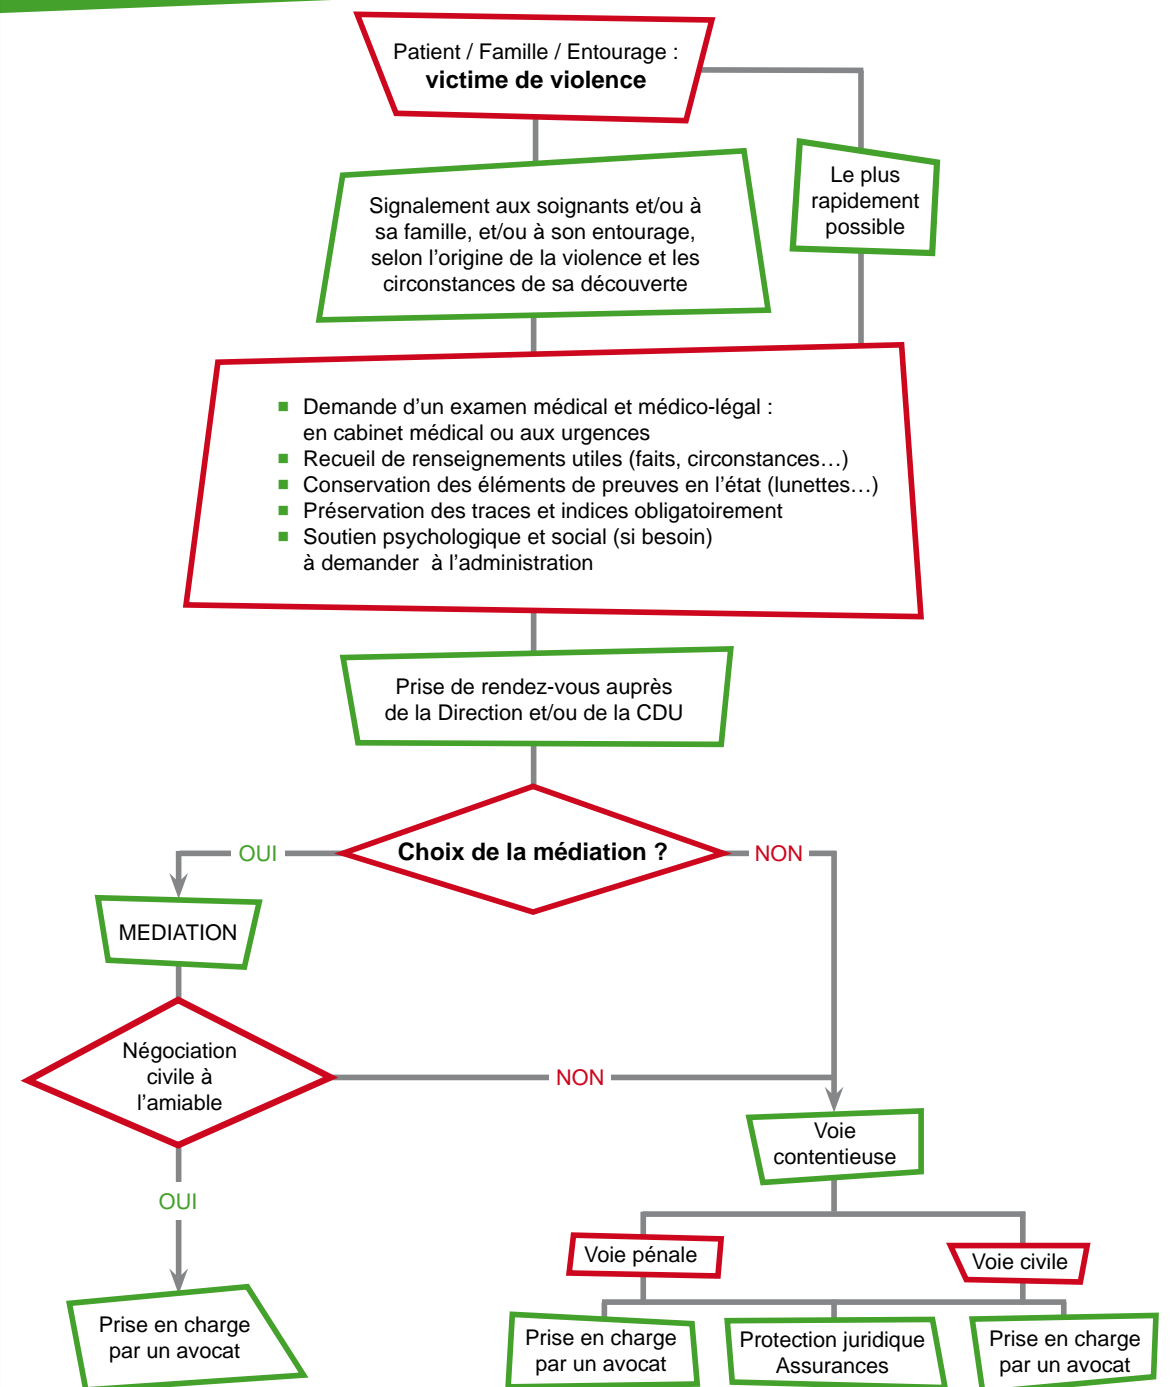 Patient / Famille / Entourage :
victime de violence
Le plus
rapidement
possible
Signalement aux soignants et/ou à
sa famille, et/ou à son entourage,
selon l'origine de la violence et les
circonstances de sa découverte
Demande d'un examen médical et médico-légal :
en cabinet médical ou aux urgences
Recueil de renseignements utiles (faits, circonstances…)
Conservation des éléments de preuves en l'état (lunettes…)
Préservation des traces et indices obligatoirement
Soutien psychologique et social (si besoin)
à demander à l'administration
Prise de rendez-vous auprès
de la Direction et/ou de la CDU
OUI
Choix de la médiation ?
NON
MEDIATION
Négociation
civile à
l'amiable
NON
OUI
Voie
contentieuse
Voie pénale
Voie civile
Prise en charge
par un avocat
Prise en charge
par un avocat
Protection juridique
Assurances
Prise en charge
par un avocat